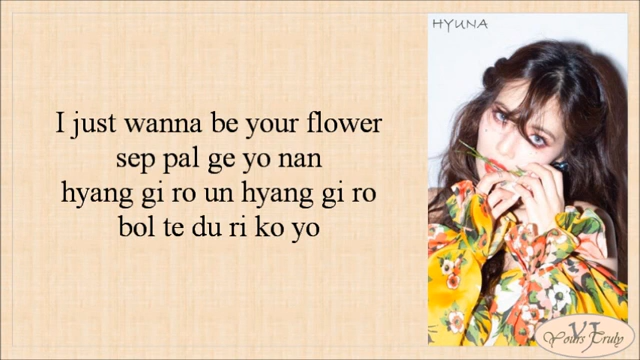 HYUNA
I just wanna be your flower
sep pal ge yo nan
hyang gi ro un hyang gi ro
bol te du ri ko yo
YJ
Yours Truly